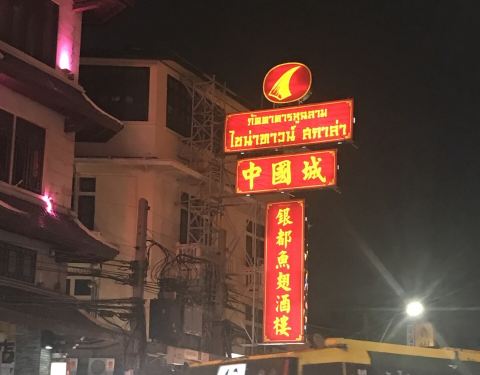 ภัตตาคารหูฉลาม
ไชน่าทาวน์ สกาล่า
中國城
銀都魚翅酒樓
店